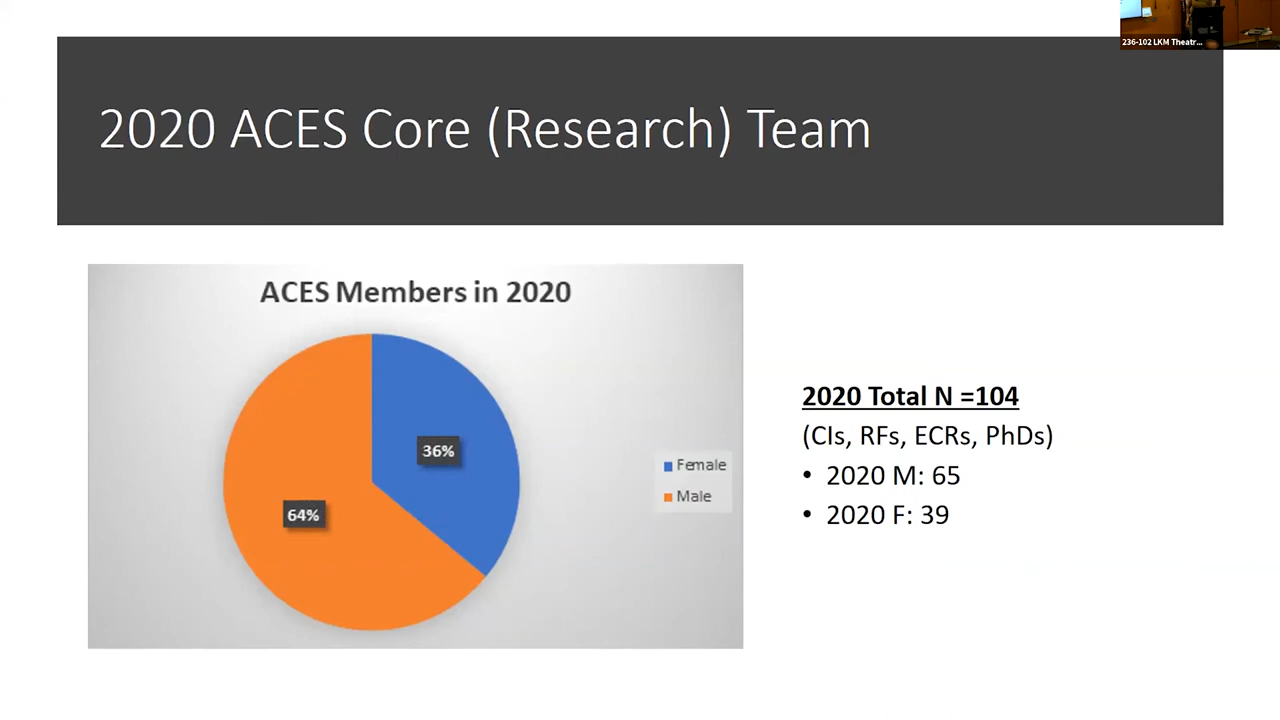 236-102 LKM Theatr...
2020 ACES Core (Research) Team
ACES Members in 2020
36%
64%
Female
Male
2020 Total N =104
(CIs, RFs, ECRs, PhDs)
• 2020 M: 65
• 2020 F: 39